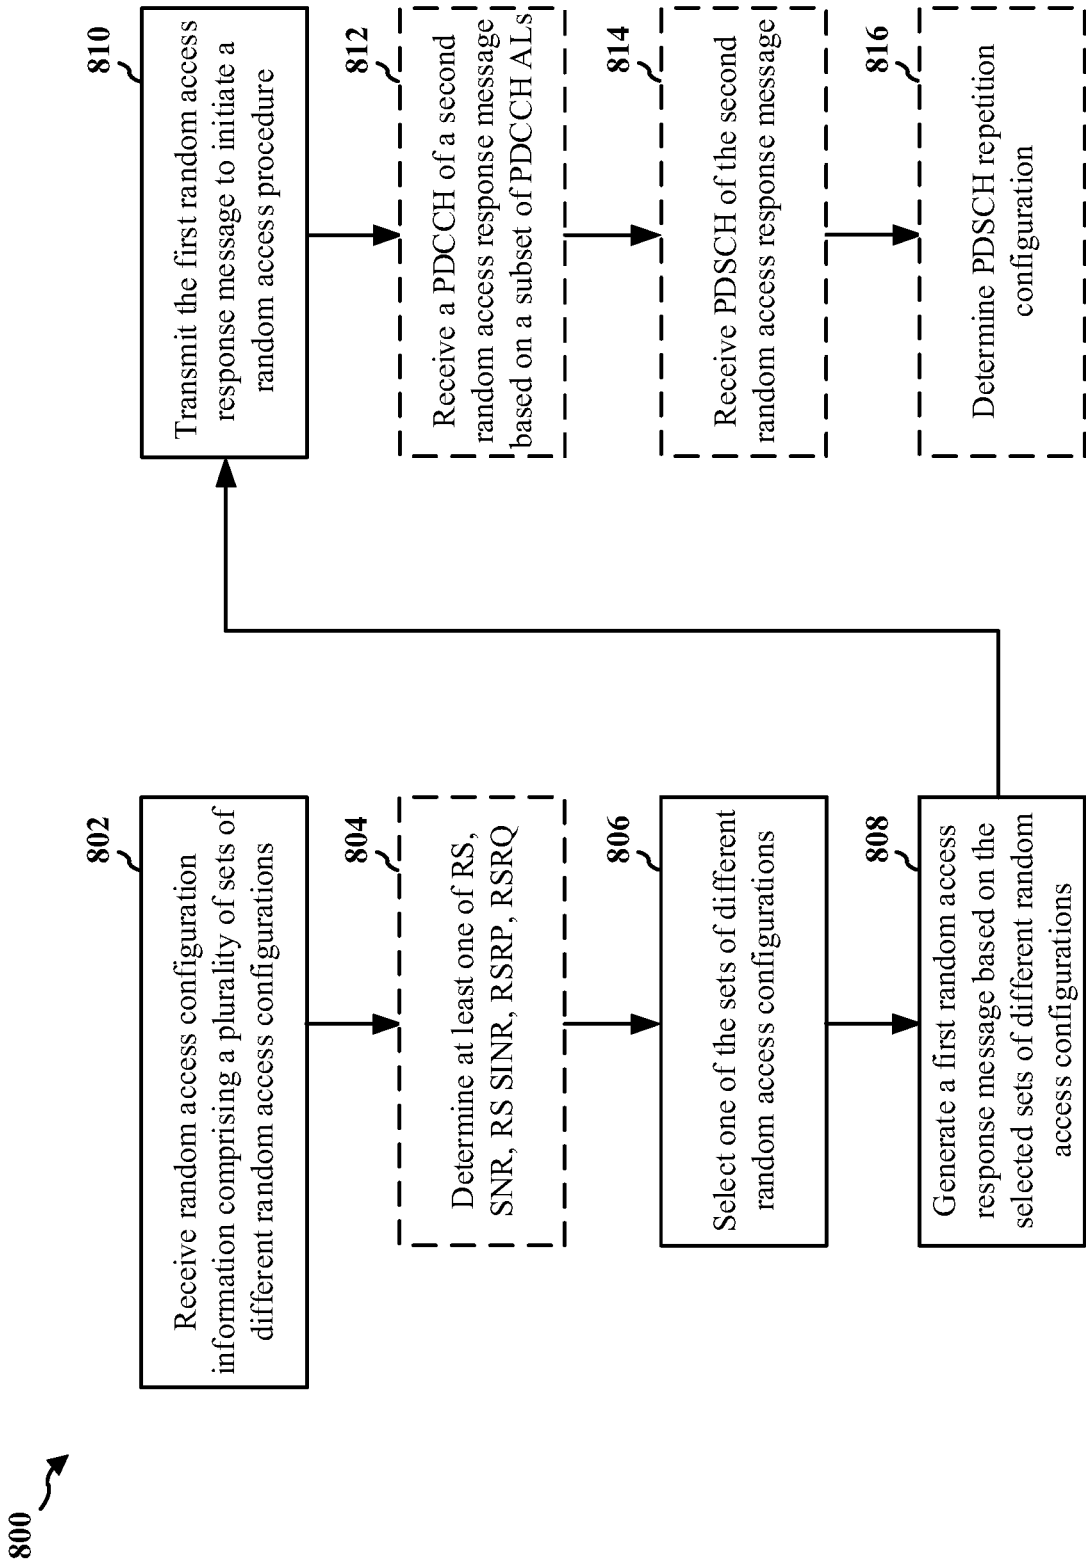 800
802
Receive random access configuration
information comprising a plurality of sets of
different random access configurations
804
Determine at least one of RS,
SNR, RS SINR, RSRP, RSRQ
806
Select one of the sets of different
random access configurations
808
Generate a first random access
response message based on the
selected sets of different random
access configurations
810
Transmit the first random access
response message to initiate a
random access procedure
812
Receive a PDCCH of a second
random access response message
based on a subset of PDCCH ALs
814
Receive PDSCH of the second
random access response message
816
Determine PDSCH repetition
configuration